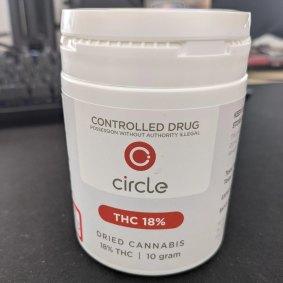 CONTROLLED DRUG
POSSESSION WITHOUT AUTHORITY ILLEGAL
circle
THC 18%
DRIED CANNABIS
18% THC | 10 gram